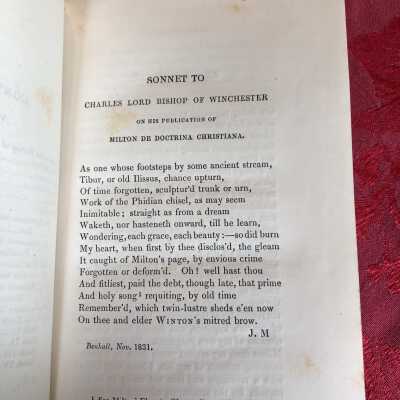 SONNET TO
CHARLES LORD BISHOP OF WINCHESTER
ON HIS PUBLICATION OF
MILTON DE DOCTRINA CHRISTIANA.
As one whose footsteps by some ancient stream,
Tibur, or old Ilissus, chance upturn,
Of time forgotten, sculptur'd trunk or urn,
Work of the Phidian chisel, as may seem
Inimitable; straight as from a dream
Waketh, nor hasteneth onward, till he learn,
Wondering, each grace, each beauty:—so did burn
My heart, when first by thee disclos'd, the gleam
It caught of Milton's page, by envious crime
Forgotten or deform'd. Oh! well hast thou
And fitliest, paid the debt, though late, that prime
And holy song¹ requiting, by old time
Remember'd, which twin-lustre sheds e'en now
On thee and elder WINTON'S mitred brow.
J. M
Bexhall, Nov. 1831.